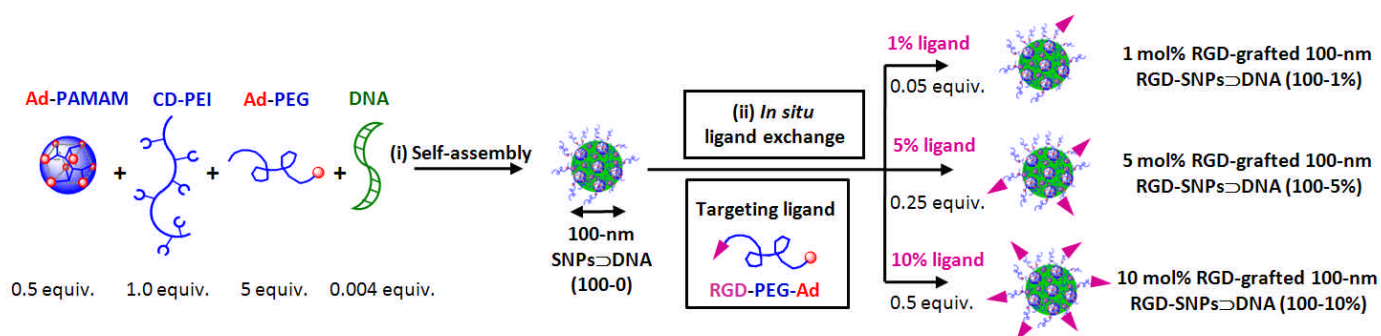 Ad-PAMAM
CD-PEI
Ad-PEG
DNA
+
+
+
0.5 equiv.
1.0 equiv.
5 equiv.
0.004 equiv.
(i) Self-assembly
100-nm
SNPs⊃DNA
(100-0)
(ii) In situ
ligand exchange
Targeting ligand
RGD-PEG-Ad
1% ligand
0.05 equiv.
1 mol% RGD-grafted 100-nm
RGD-SNPs⊃DNA (100-1%)
5% ligand
0.25 equiv.
5 mol% RGD-grafted 100-nm
RGD-SNPs⊃DNA (100-5%)
10% ligand
0.5 equiv.
10 mol% RGD-grafted 100-nm
RGD-SNPs⊃DNA (100-10%)